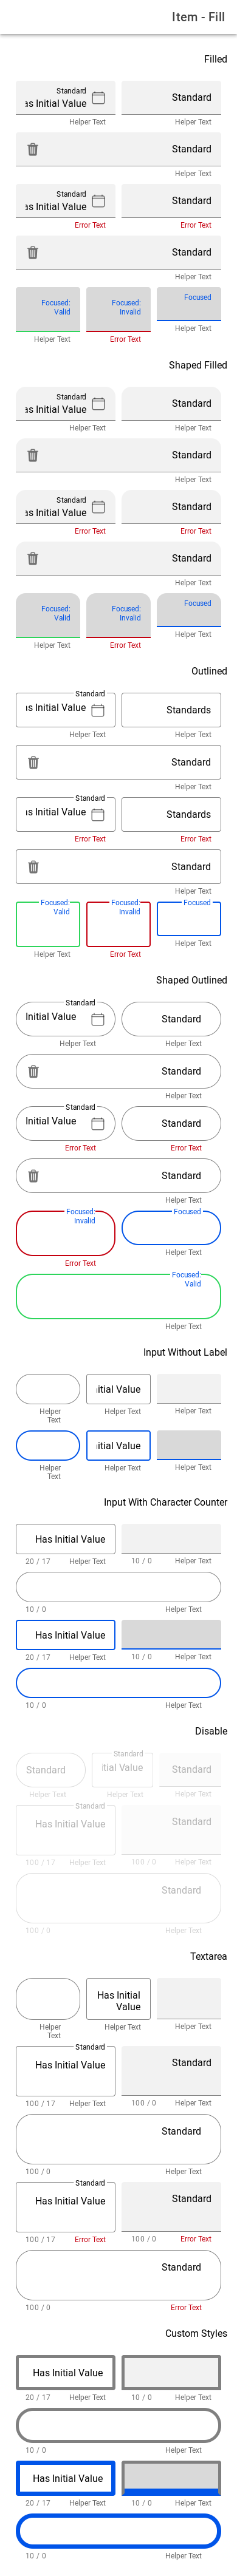 Item - Fill
Filled
Standard
as Initial Value
Standard
Helper Text
Helper Text
Standard
Helper Text
Standard
as Initial Value
Standard
Error Text
Error Text
Standard
Helper Text
Focused:
Valid
Focused:
Invalid
Focused
Helper Text
Error Text
Helper Text
Shaped Filled
Standard
as Initial Value
Standard
Helper Text
Helper Text
Standard
Helper Text
Standard
as Initial Value
Standard
Error Text
Error Text
Standard
Helper Text
Focused:
Valid
Focused:
Invalid
Focused
Helper Text
Error Text
Helper Text
Outlined
Standard
as Initial Value
Standards
Helper Text
Helper Text
Standard
Helper Text
Standard
as Initial Value
Standards
Error Text
Error Text
Standard
Helper Text
Focused:
Valid
Focused:
Invalid
Focused
Helper Text
Error Text
Helper Text
Shaped Outlined
Standard
Initial Value
Standard
Helper Text
Helper Text
Standard
Helper Text
Standard
Initial Value
Standard
Error Text
Error Text
Standard
Helper Text
Focused:
Invalid
Focused
Error Text
Helper Text
Focused:
Valid
Helper Text
Input Without Label
itial Value
Helper
Text
Helper Text
Helper Text
itial Value
Helper
Text
Helper Text
Helper Text
Input With Character Counter
Has Initial Value
20 / 17
Helper Text
10 / 0
Helper Text
10 / 0
Helper Text
Has Initial Value
20 / 17
Helper Text
10 / 0
Helper Text
10 / 0
Helper Text
Disable
Standard
Standard
itial Value
Standard
Helper Text
Helper Text
Helper Text
Standard
Has Initial Value
Standard
100 / 17
Helper Text
100 / 0
Helper Text
Standard
100 / 0
Helper Text
Textarea
Has Initial
Value
Helper
Text
Helper Text
Helper Text
Standard
Has Initial Value
Standard
100 / 17
Helper Text
100 / 0
Helper Text
Standard
100 / 0
Helper Text
Standard
Has Initial Value
Standard
100 / 17
Error Text
100 / 0
Error Text
Standard
100 / 0
Error Text
Custom Styles
Has Initial Value
20 / 17
Helper Text
10 / 0
Helper Text
10 / 0
Helper Text
Has Initial Value
20 / 17
Helper Text
10 / 0
Helper Text
10 / 0
Helper Text